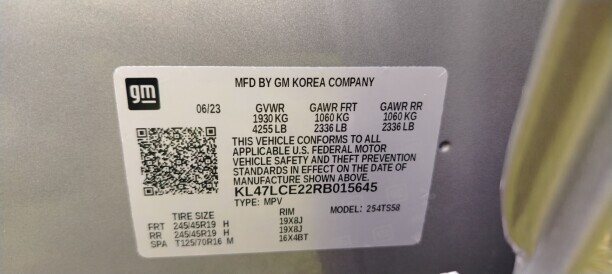 gm
MFD BY GM KOREA COMPANY
06/23 GVWR GAWR FRT GAWR RR
1930 KG 1060 KG 1060 KG
4255 LB 2336 LB 2336 LB
THIS VEHICLE CONFORMS TO ALL
APPLICABLE U.S. FEDERAL MOTOR
VEHICLE SAFETY AND THEFT PREVENTION
STANDARDS IN EFFECT ON THE DATE OF
MANUFACTURE SHOWN ABOVE.
KL47LCE22RB015645
TYPE: MPV MODEL: 254TS58
TIRE SIZE RIM
FRT 245/45R19 H 19X8J
RR 245/45R19 H 19X8J
SPA T125/70R16 M 16X4BT